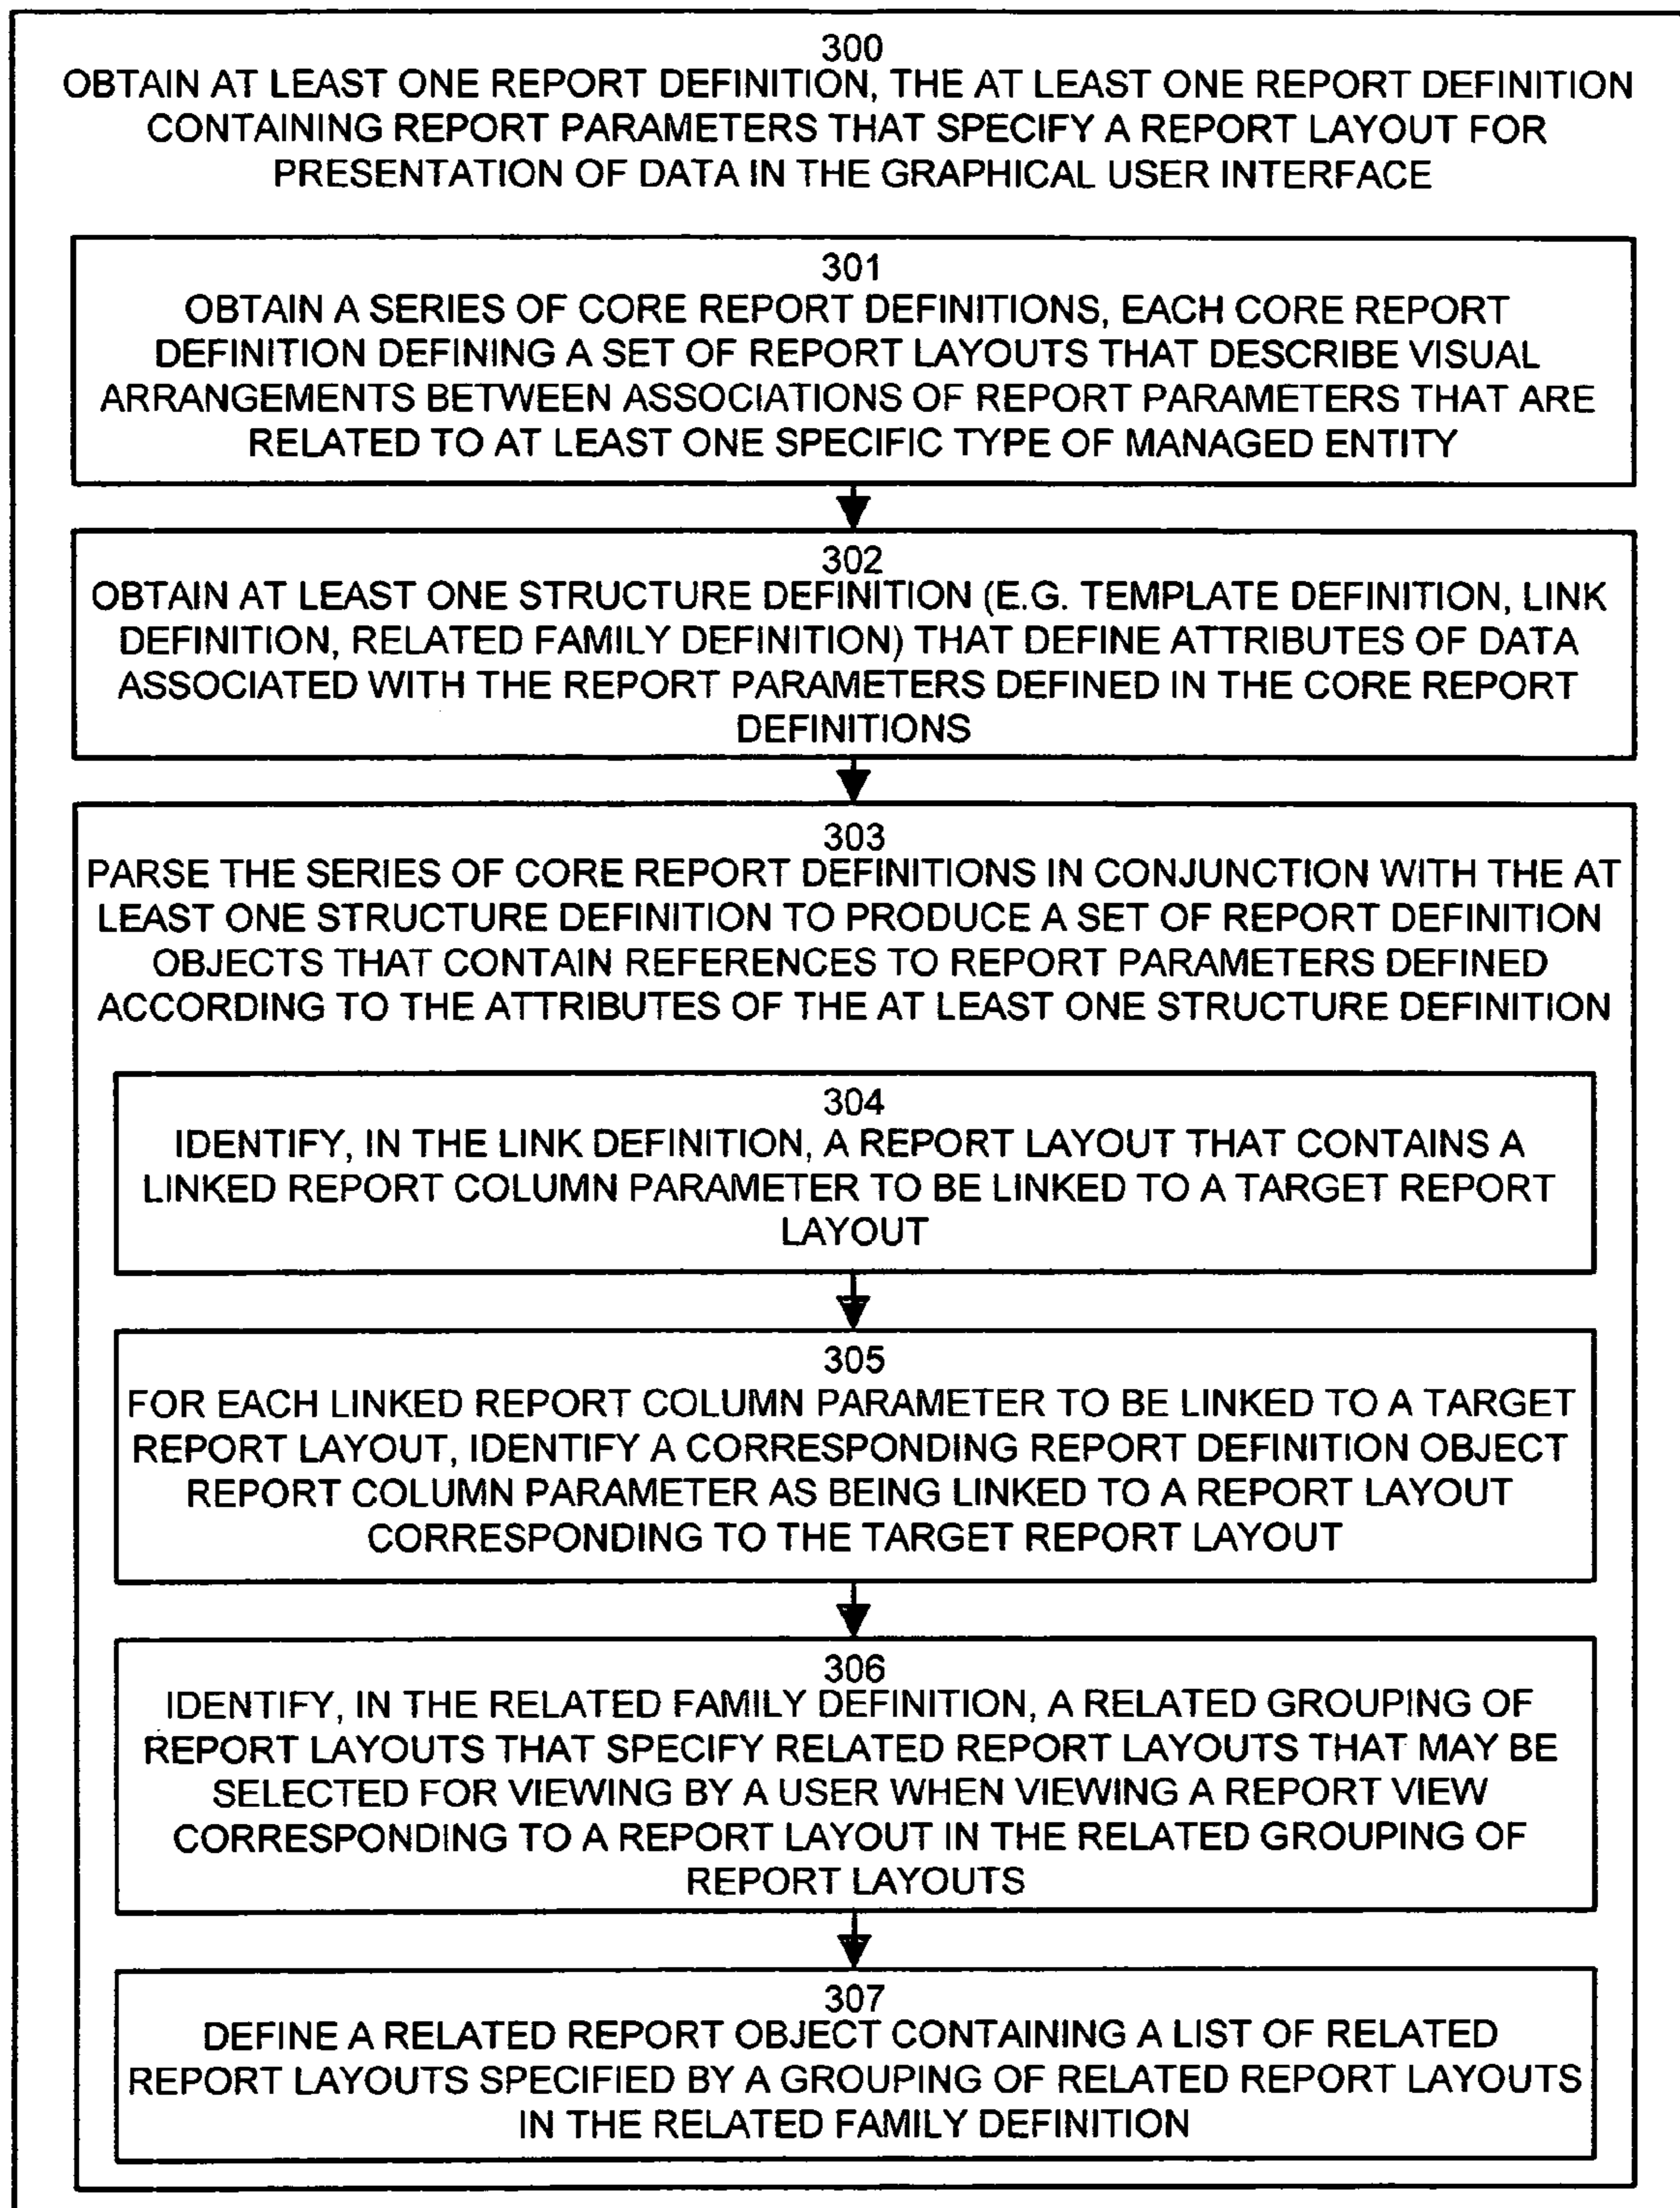 300
OBTAIN AT LEAST ONE REPORT DEFINITION, THE AT LEAST ONE REPORT DEFINITION
CONTAINING REPORT PARAMETERS THAT SPECIFY A REPORT LAYOUT FOR
PRESENTATION OF DATA IN THE GRAPHICAL USER INTERFACE
301
OBTAIN A SERIES OF CORE REPORT DEFINITIONS, EACH CORE REPORT
DEFINITION DEFINING A SET OF REPORT LAYOUTS THAT DESCRIBE VISUAL
ARRANGEMENTS BETWEEN ASSOCIATIONS OF REPORT PARAMETERS THAT ARE
RELATED TO AT LEAST ONE SPECIFIC TYPE OF MANAGED ENTITY
302
OBTAIN AT LEAST ONE STRUCTURE DEFINITION (E.G. TEMPLATE DEFINITION, LINK
DEFINITION, RELATED FAMILY DEFINITION) THAT DEFINE ATTRIBUTES OF DATA
ASSOCIATED WITH THE REPORT PARAMETERS DEFINED IN THE CORE REPORT
DEFINITIONS
303
PARSE THE SERIES OF CORE REPORT DEFINITIONS IN CONJUNCTION WITH THE AT
LEAST ONE STRUCTURE DEFINITION TO PRODUCE A SET OF REPORT DEFINITION
OBJECTS THAT CONTAIN REFERENCES TO REPORT PARAMETERS DEFINED
ACCORDING TO THE ATTRIBUTES OF THE AT LEAST ONE STRUCTURE DEFINITION
304
IDENTIFY, IN THE LINK DEFINITION, A REPORT LAYOUT THAT CONTAINS A
LINKED REPORT COLUMN PARAMETER TO BE LINKED TO A TARGET REPORT
LAYOUT
305
FOR EACH LINKED REPORT COLUMN PARAMETER TO BE LINKED TO A TARGET
REPORT LAYOUT, IDENTIFY A CORRESPONDING REPORT DEFINITION OBJECT
REPORT COLUMN PARAMETER AS BEING LINKED TO A REPORT LAYOUT
CORRESPONDING TO THE TARGET REPORT LAYOUT
306
IDENTIFY, IN THE RELATED FAMILY DEFINITION, A RELATED GROUPING OF
REPORT LAYOUTS THAT SPECIFY RELATED REPORT LAYOUTS THAT MAY BE
SELECTED FOR VIEWING BY A USER WHEN VIEWING A REPORT VIEW
CORRESPONDING TO A REPORT LAYOUT IN THE RELATED GROUPING OF
REPORT LAYOUTS
307
DEFINE A RELATED REPORT OBJECT CONTAINING A LIST OF RELATED
REPORT LAYOUTS SPECIFIED BY A GROUPING OF RELATED REPORT LAYOUTS
IN THE RELATED FAMILY DEFINITION